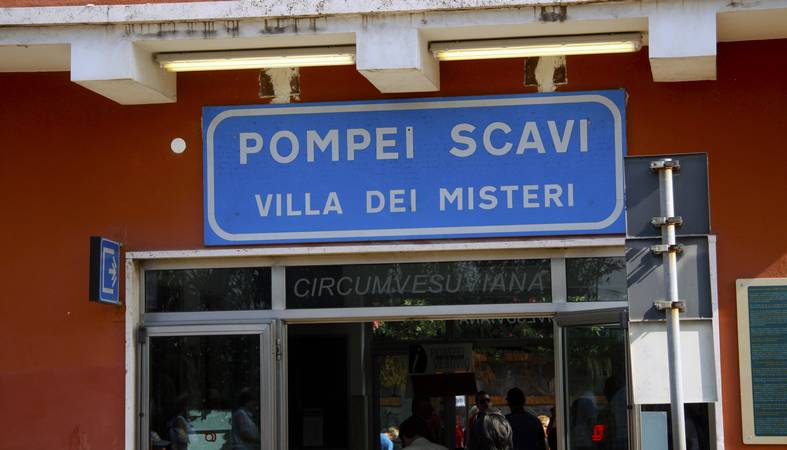 POMPEI SCAVI
VILLA DEI MISTERI
CIRCUMVESUVIANA